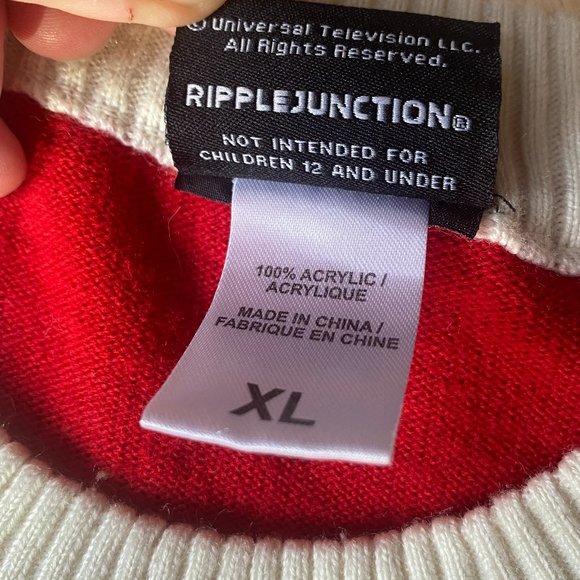 © Universal Television LLC.
All Rights Reserved.
RIPPLEJUNCTION®
NOT INTENDED FOR
CHILDREN 12 AND UNDER
100% ACRYLIC /
ACRYLIQUE
MADE IN CHINA /
FABRIQUE EN CHINE
XL